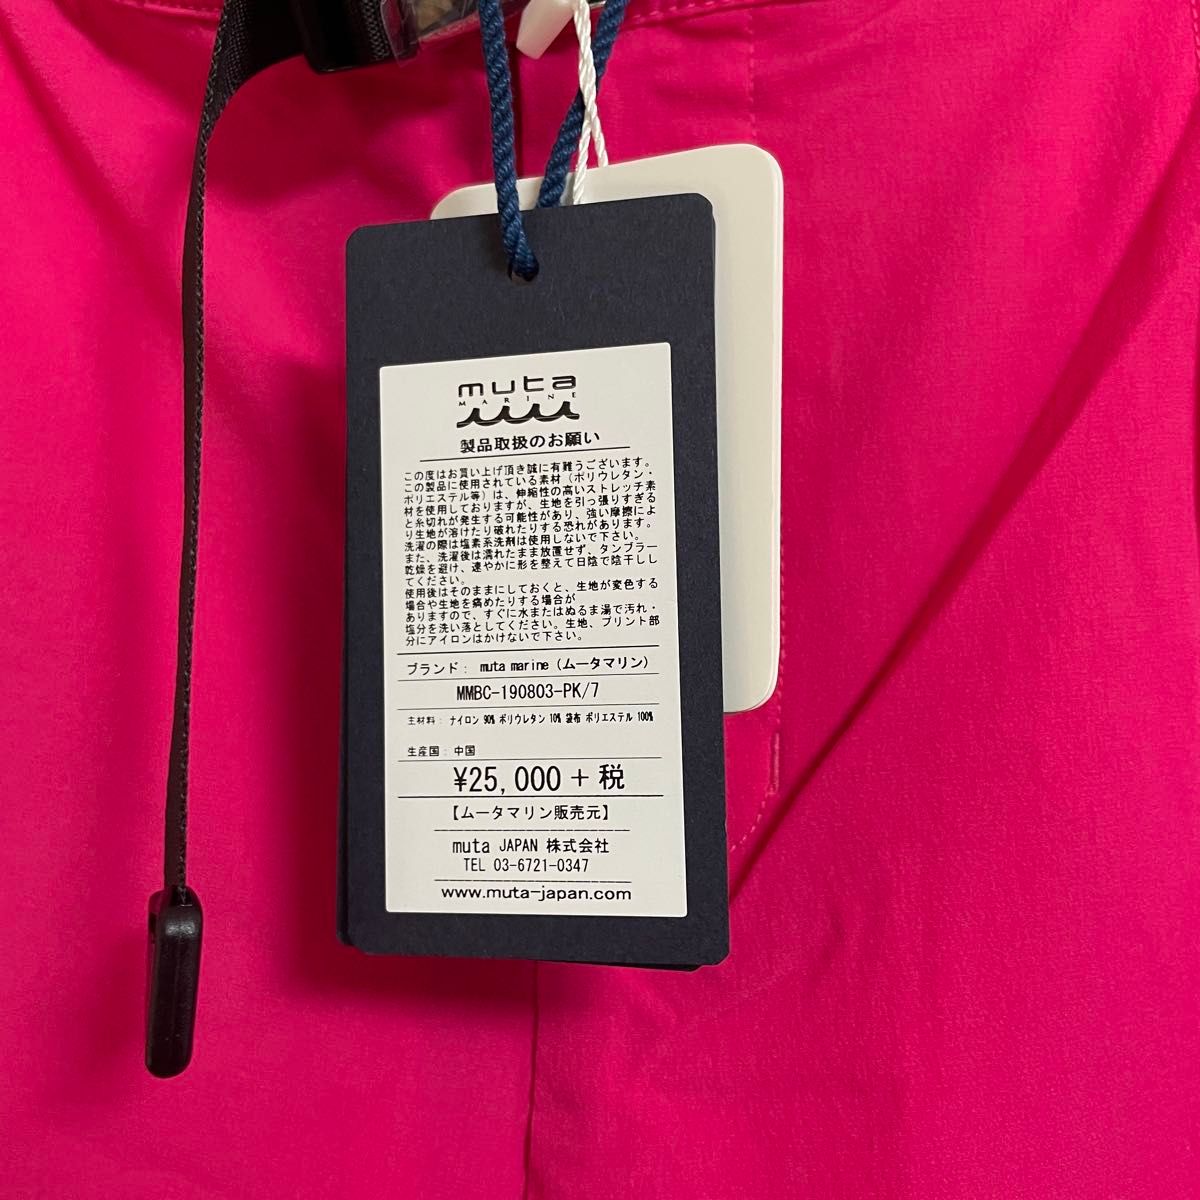 muta
MARINE
製品取扱のお願い
この度はお買い上げ頂き誠に有難うございます。
この製品に使用されている素材（ポリウレタン・
ポリエステル等）は、伸縮性の高いストレッチ素
材を使用しておりますが、生地を引っ張りすぎる
と糸切れが発生する可能性があり、強い摩擦によ
り生地が溶けたり破れたりする恐れがあります。
洗濯の際は塩素系洗剤は使用しないで下さい。
また、洗濯後は濡れたまま放置せず、タンブラー
乾燥を避け、速やかに形を整えて日陰で陰干しし
てください。
使用後はそのままにしておくと、生地が変色する
場合や生地を痛めたりする場合が
ありますので、すぐに水またはぬるま湯で汚れ・
塩分を洗い落としてください。生地、プリント部
分にアイロンはかけないで下さい。
ブランド： muta marine（ムータマリン）
MMBC-190803-PK/7
主材料： ナイロン 90% ポリウレタン 10% 袋布 ポリエステル 100%
生産国： 中国
¥25,000＋税
【ムータマリン販売元】
muta JAPAN 株式会社
TEL 03-6721-0347
www.muta-japan.com